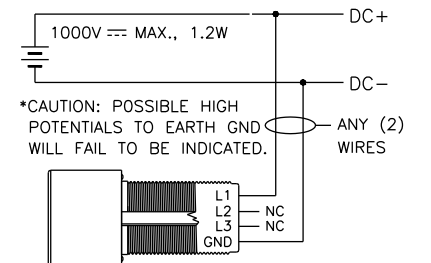 DC+
1000V ⎓ MAX., 1.2W
DC−
*CAUTION: POSSIBLE HIGH
POTENTIALS TO EARTH GND
WILL FAIL TO BE INDICATED.
ANY (2)
WIRES
L1
L2 NC
L3 NC
GND